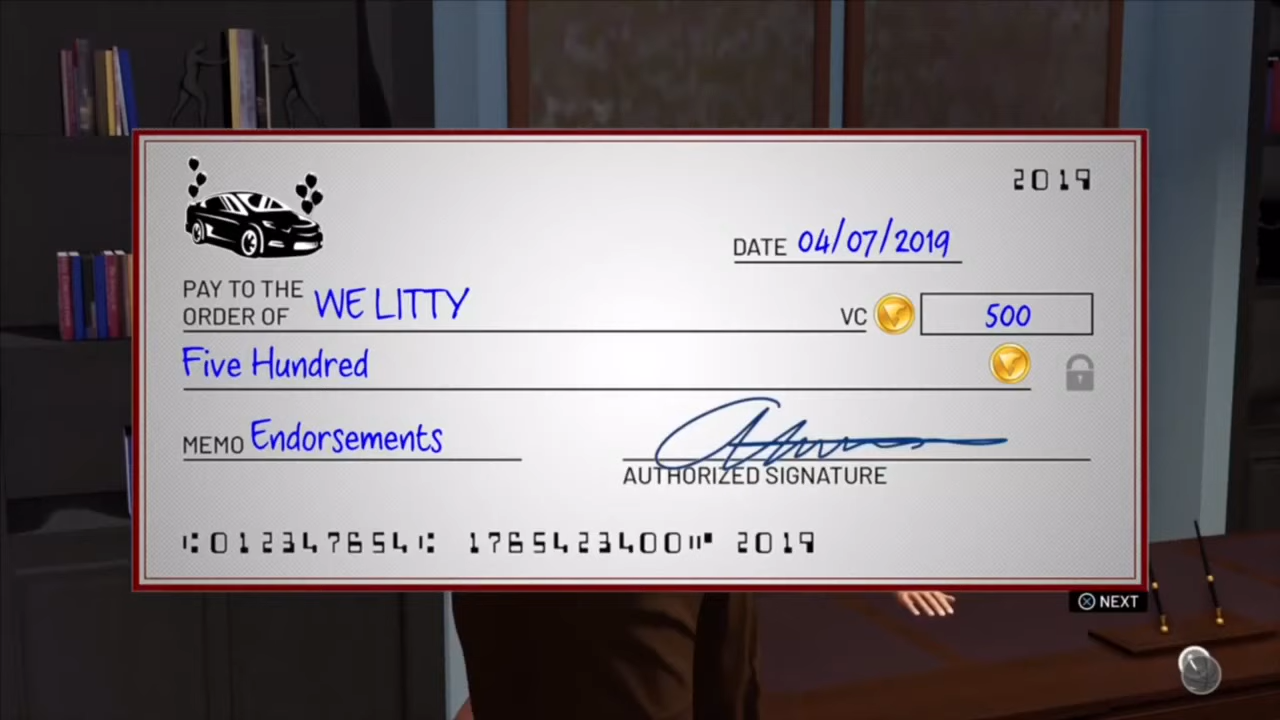 2019
DATE 04/07/2019
PAY TO THE
ORDER OF WE LITTY VC 500
Five Hundred
MEMO Endorsements
AUTHORIZED SIGNATURE
⑆012347654⑆ 1765423400⑈ 2019
NEXT